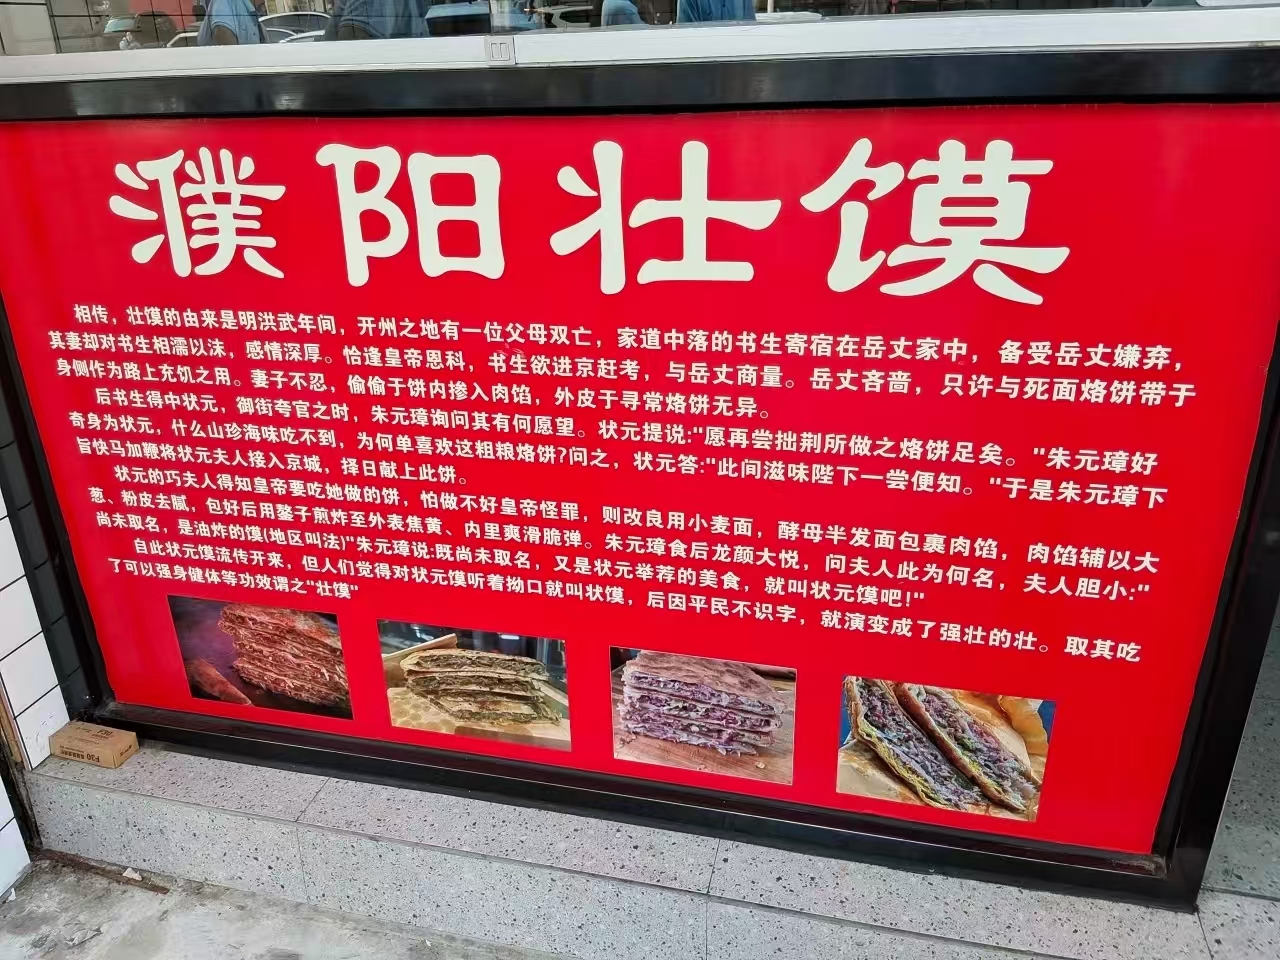 濮阳壮馍
相传，壮馍的由来是明洪武年间，开州之地有一位父母双亡，家道中落的书生寄宿在岳丈家中，备受岳丈嫌弃，
其妻却对书生相濡以沫，感情深厚。恰逢皇帝恩科，书生欲进京赶考，与岳丈商量。岳丈吝啬，只许与死面烙饼带于
身侧作为路上充饥之用。妻子不忍，偷偷于饼内掺入肉馅，外皮于寻常烙饼无异。
后书生得中状元，御街夸官之时，朱元璋询问其有何愿望。状元提说:"愿再尝拙荆所做之烙饼足矣。"朱元璋好
奇身为状元，什么山珍海味吃不到，为何单喜欢这粗粮烙饼?问之，状元答:"此间滋味陛下一尝便知。"于是朱元璋下
旨快马加鞭将状元夫人接入京城，择日献上此饼。
状元的巧夫人得知皇帝要吃她做的饼，怕做不好皇帝怪罪，则改良用小麦面，酵母半发面包裹肉馅，肉馅辅以大
葱、粉皮去腻，包好后用鏊子煎炸至外表焦黄、内里爽滑脆弹。朱元璋食后龙颜大悦，问夫人此为何名，夫人胆小:"
尚未取名，是油炸的馍(地区叫法)"朱元璋说:既尚未取名，又是状元举荐的美食，就叫状元馍吧!"
自此状元馍流传开来，但人们觉得对状元馍听着拗口就叫状馍，后因平民不识字，就演变成了强壮的壮。取其吃
了可以强身健体等功效谓之"壮馍"
F30